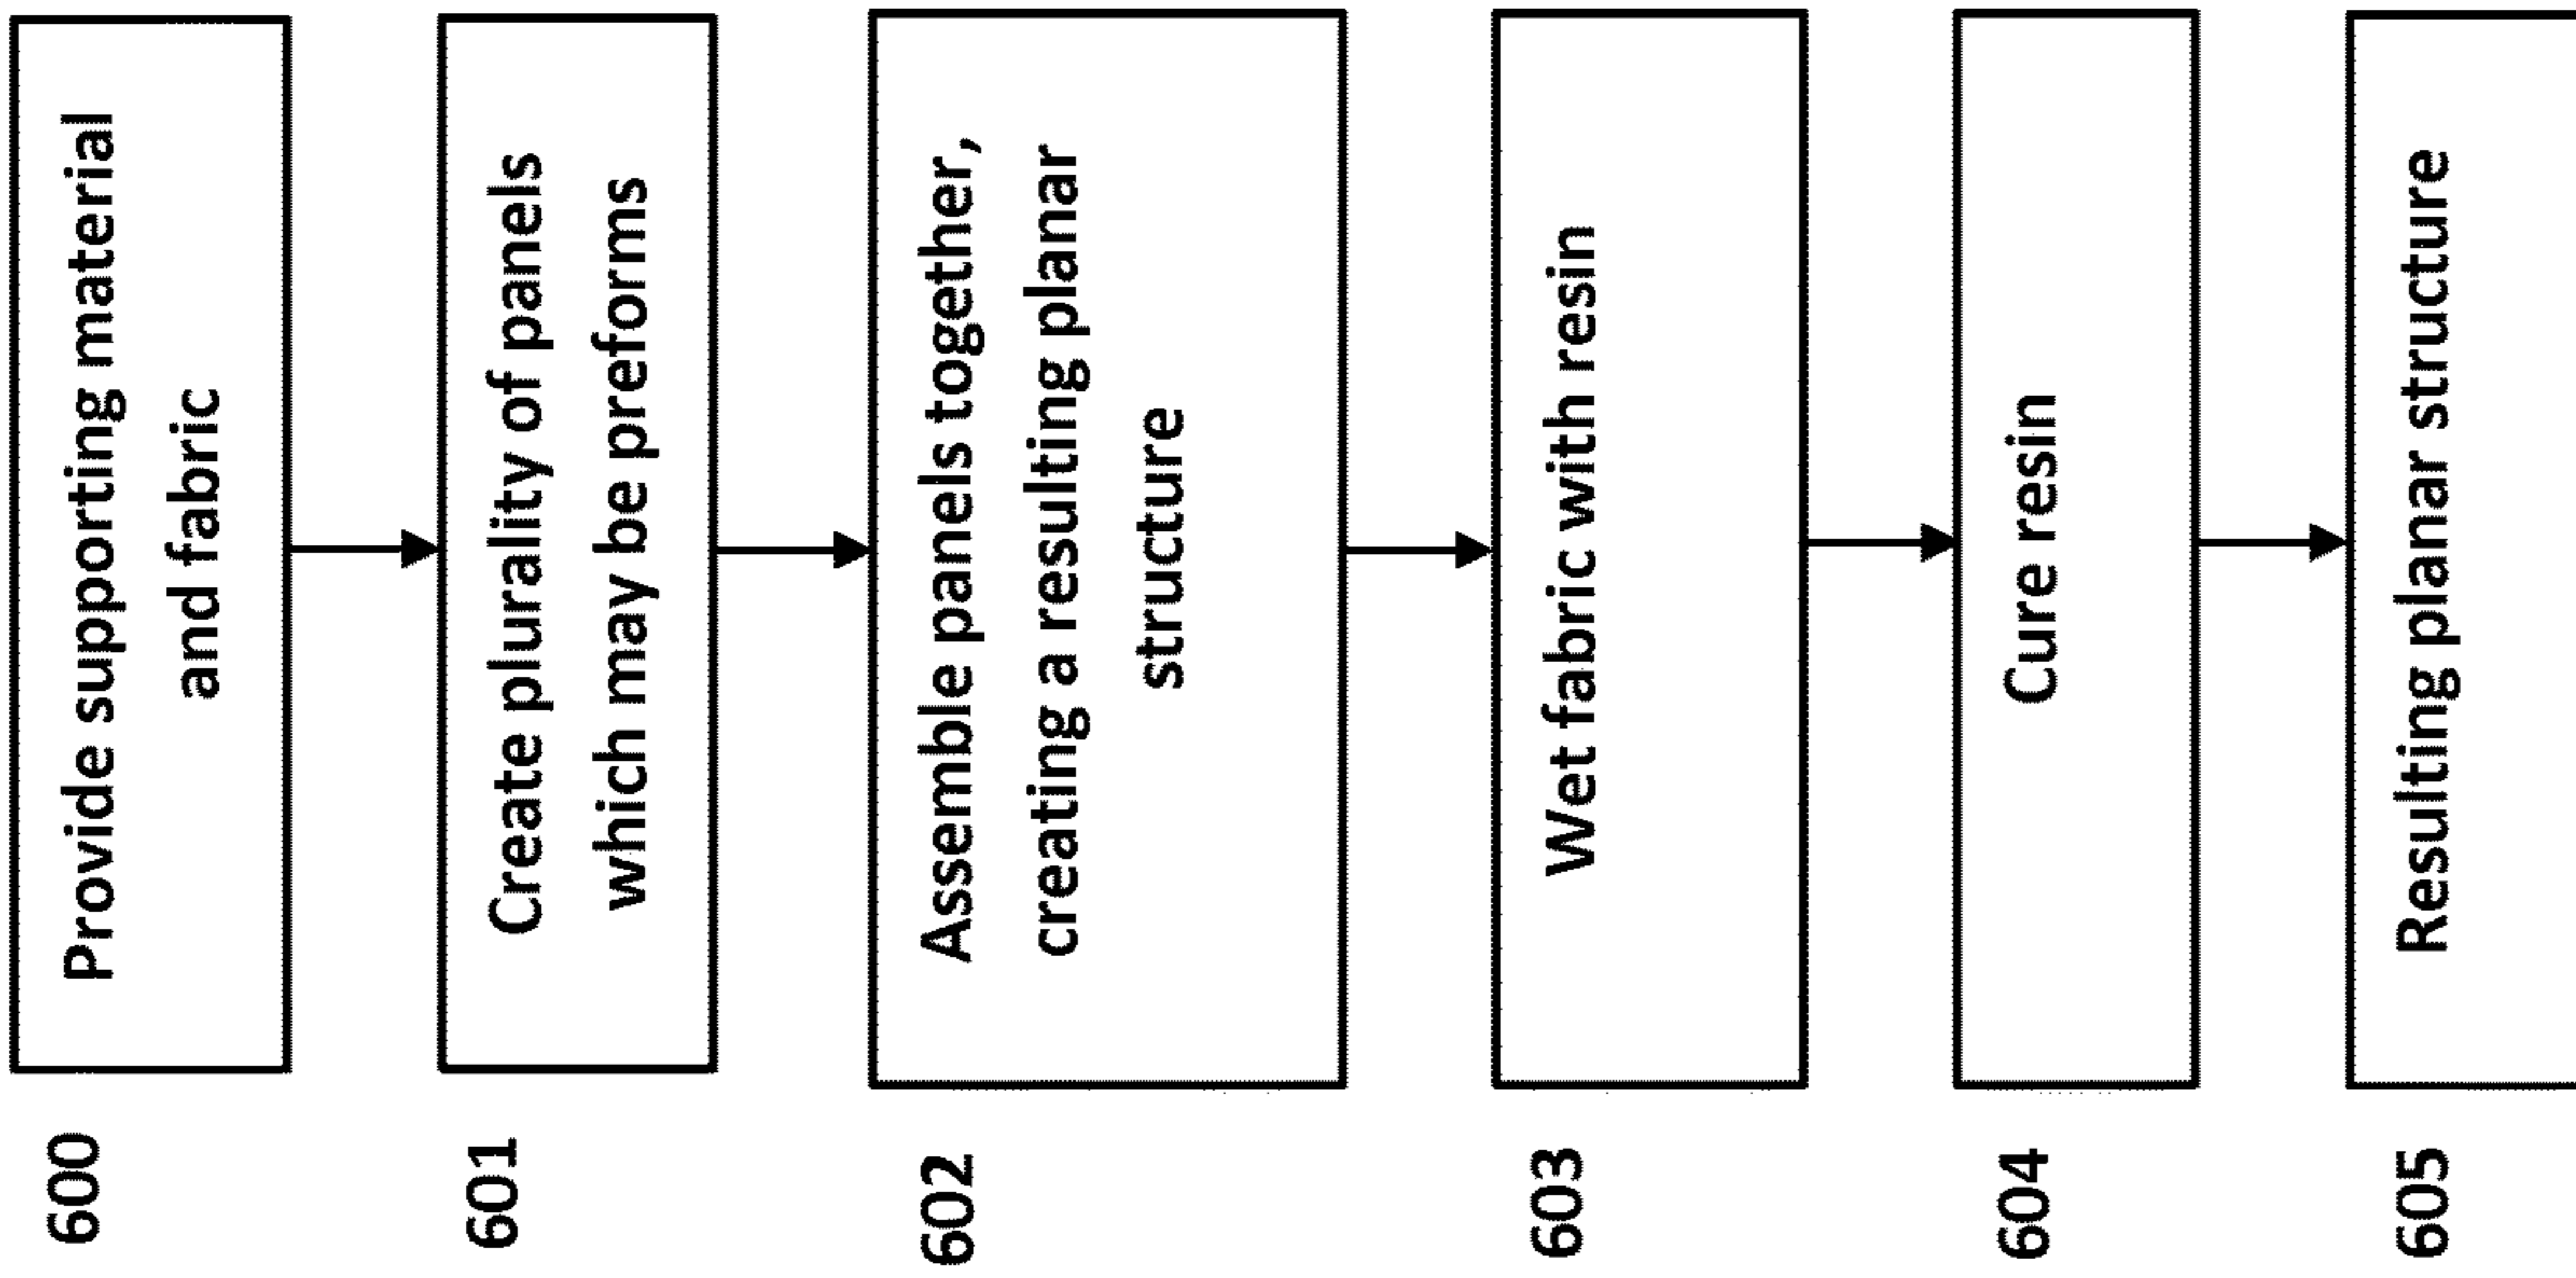 600
Provide supporting material
and fabric
601
Create plurality of panels
which may be preforms
602
Assemble panels together,
creating a resulting planar
structure
603
Wet fabric with resin
604
Cure resin
605
Resulting planar structure